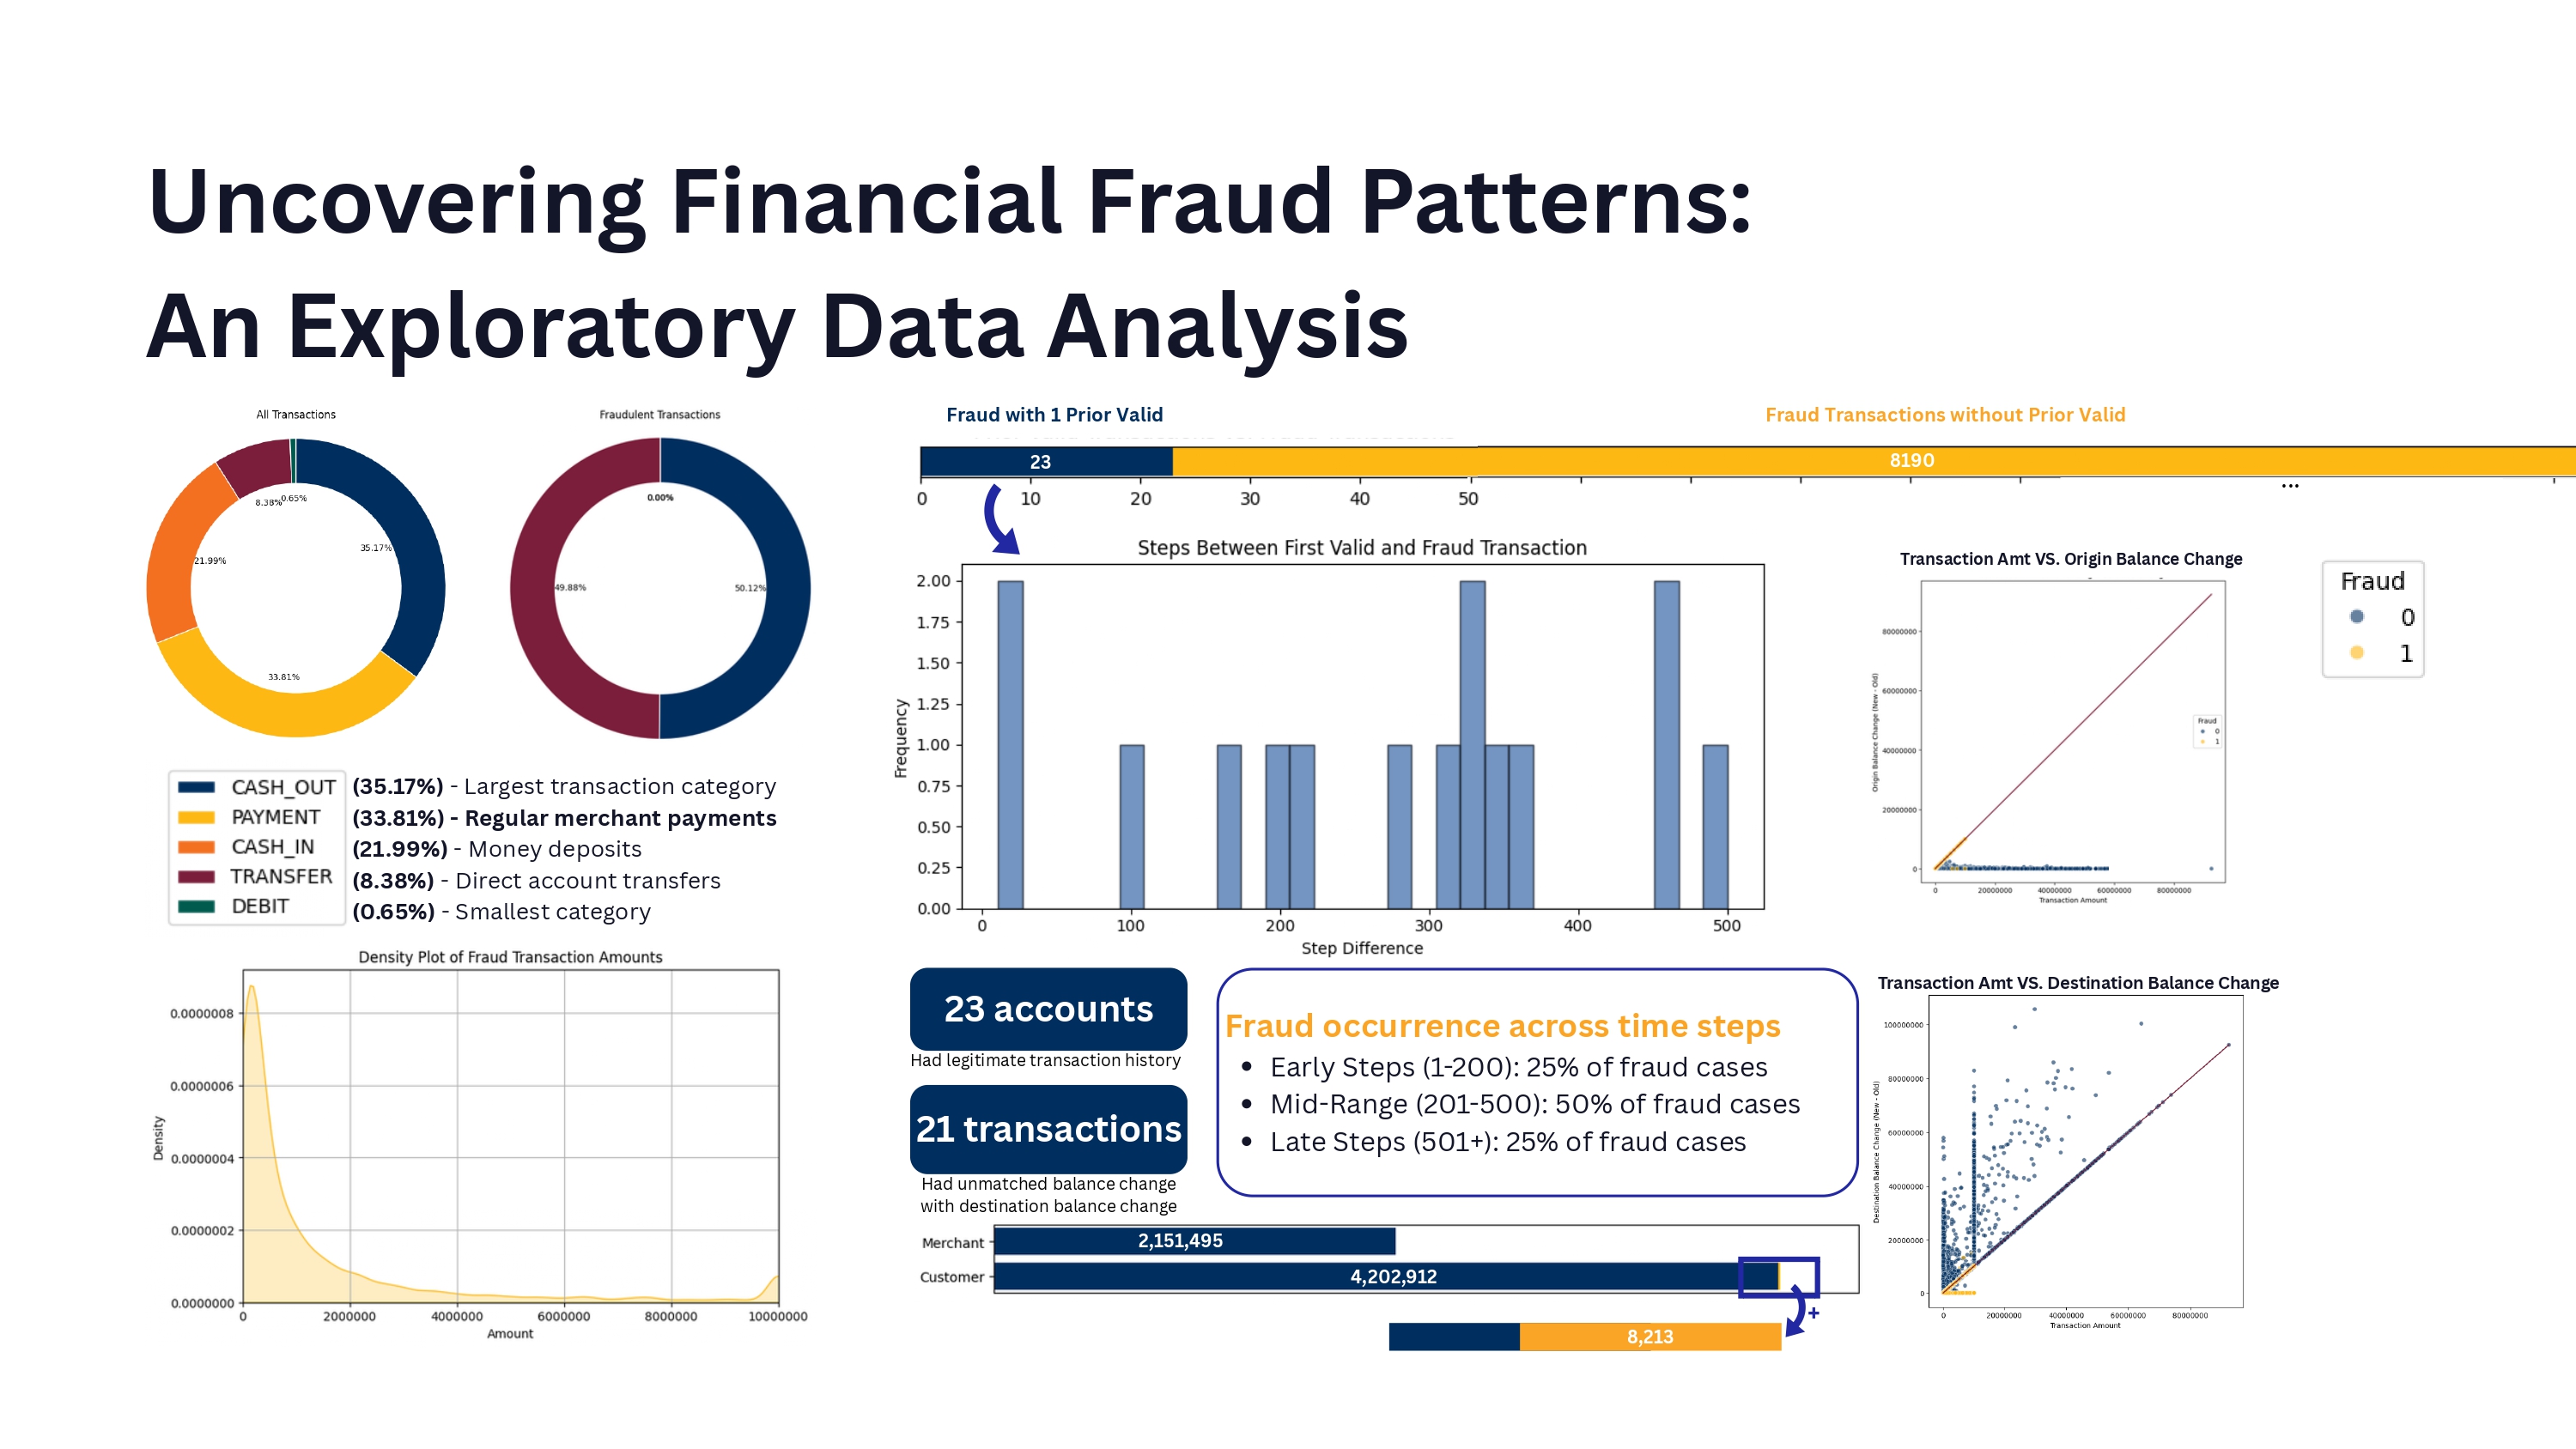 Uncovering Financial Fraud Patterns:
An Exploratory Data Analysis
All Transactions
8.38%
0.65%
35.17%
21.99%
33.81%
Fraudulent Transactions
0.00%
49.88%
50.12%
CASH_OUT (35.17%) - Largest transaction category
PAYMENT (33.81%) - Regular merchant payments
CASH_IN (21.99%) - Money deposits
TRANSFER (8.38%) - Direct account transfers
DEBIT (0.65%) - Smallest category
Density Plot of Fraud Transaction Amounts
Density
0.0000008
0.0000006
0.0000004
0.0000002
0.0000000
0 2000000 4000000 6000000 8000000 10000000
Amount
Fraud with 1 Prior Valid
Fraud Transactions without Prior Valid
23 8190
0 10 20 30 40 50 ...
Steps Between First Valid and Fraud Transaction
Frequency
2.00
1.75
1.50
1.25
1.00
0.75
0.50
0.25
0.00
0 100 200 300 400 500
Step Difference
23 accounts
Had legitimate transaction history
21 transactions
Had unmatched balance change
with destination balance change
Fraud occurrence across time steps
• Early Steps (1-200): 25% of fraud cases
• Mid-Range (201-500): 50% of fraud cases
• Late Steps (501+): 25% of fraud cases
Merchant 2,151,495
Customer 4,202,912
+
8,213
Transaction Amt VS. Origin Balance Change
Origin Balance Change (New - Old)
80000000
60000000
40000000
20000000
0
Fraud
0
1
0 20000000 40000000 60000000 80000000
Transaction Amount
Fraud
0
1
Transaction Amt VS. Destination Balance Change
Destination Balance Change (New - Old)
100000000
80000000
60000000
40000000
20000000
0
0 20000000 40000000 60000000 80000000
Transaction Amount